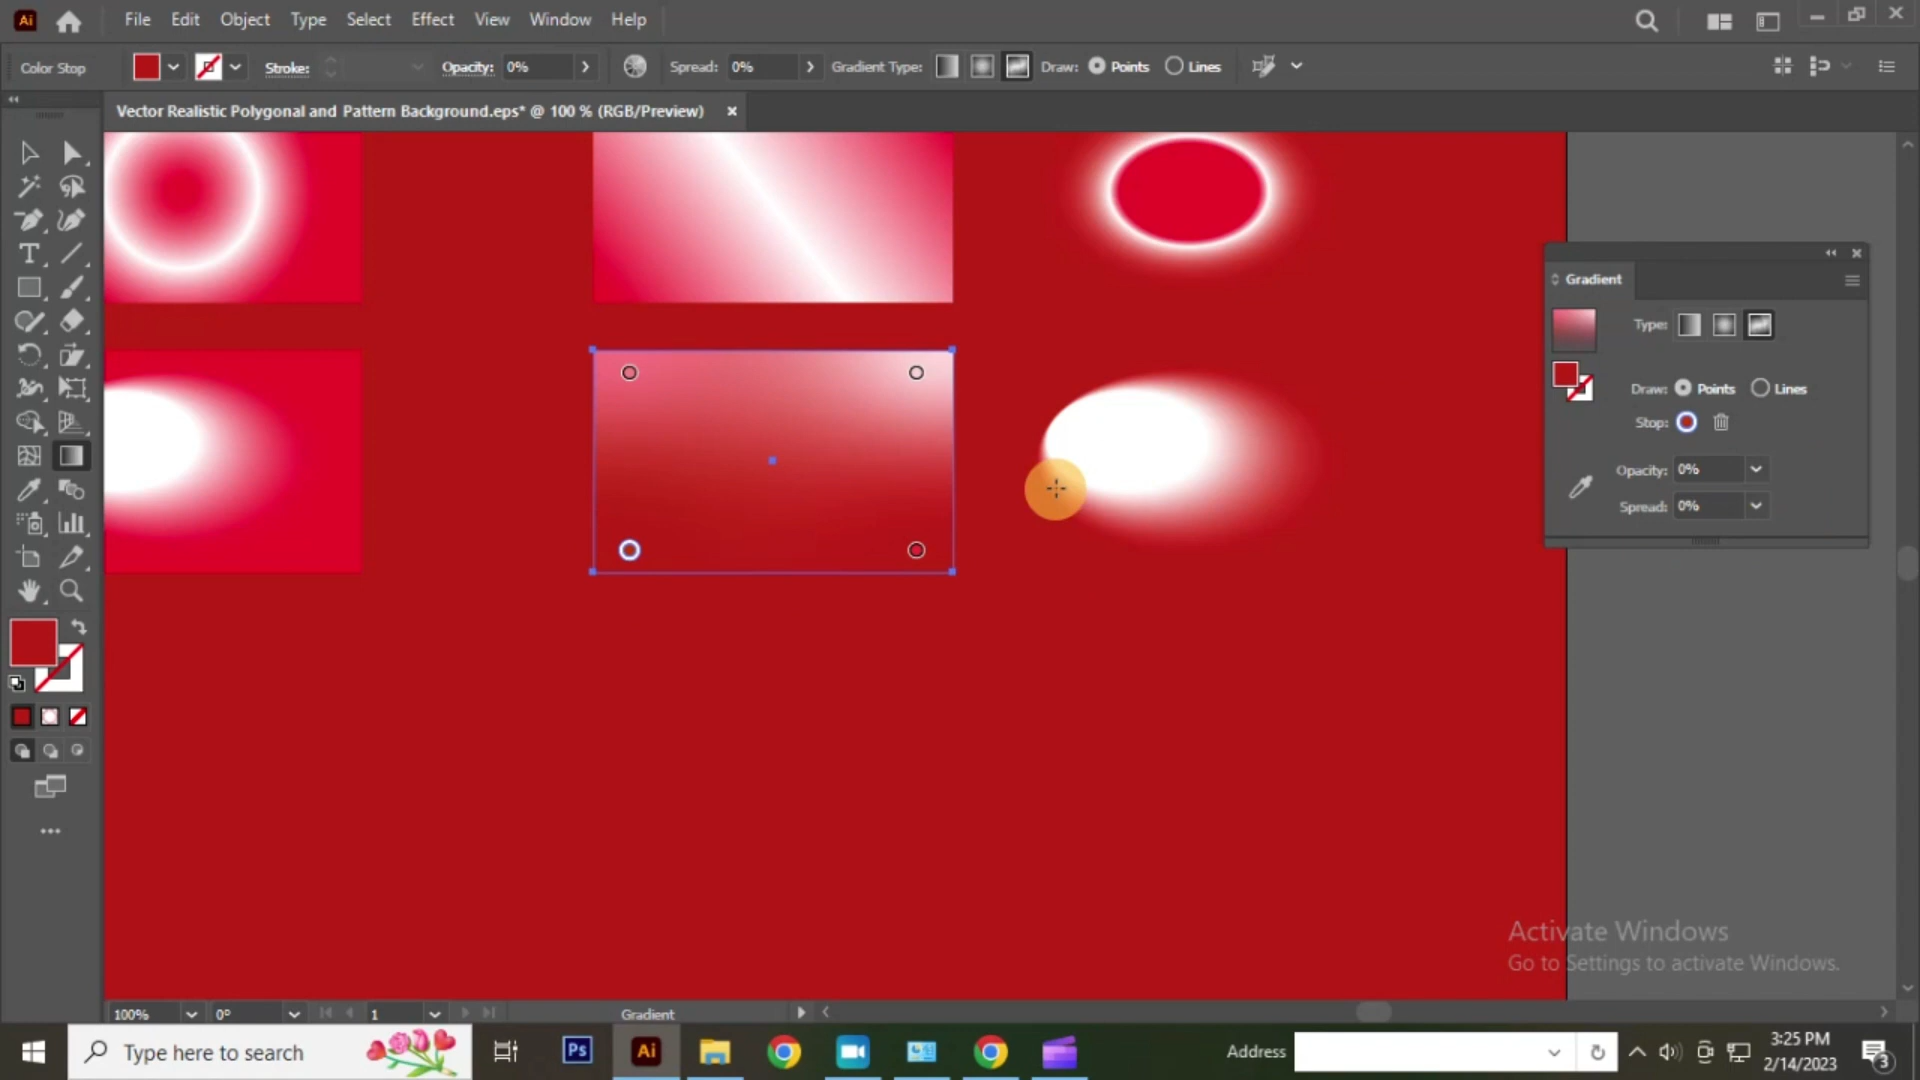 Ai File Edit Object Type Select Effect View Window Help
Color Stop Stroke: Opacity: 0% Spread: 0% Gradient Type: Draw: Points Lines
Vector Realistic Polygonal and Pattern Background.eps* @ 100 % (RGB/Preview)
Gradient
Type:
Draw: Points Lines
Stop:
Opacity: 0%
Spread: 0%
Activate Windows
Go to Settings to activate Windows.
100% 0° 1 Gradient
Type here to search Ps Ai Address 3:25 PM
2/14/2023 3